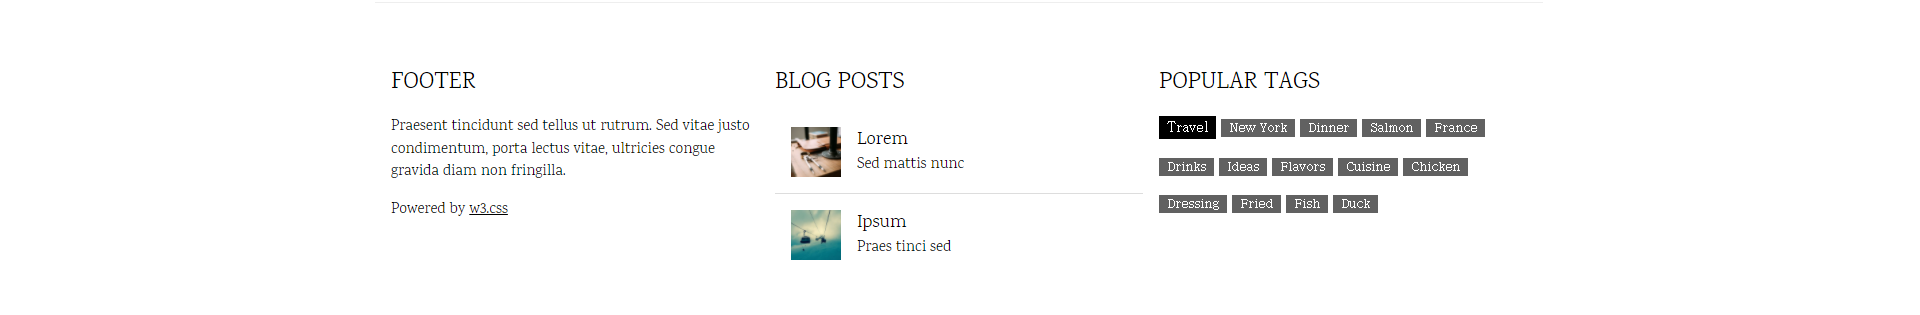 FOOTER
Praesent tincidunt sed tellus ut rutrum. Sed vitae justo
condimentum, porta lectus vitae, ultricies congue
gravida diam non fringilla.
Powered by w3.css
BLOG POSTS
Lorem
Sed mattis nunc
Ipsum
Praes tinci sed
POPULAR TAGS
Travel New York Dinner Salmon France
Drinks Ideas Flavors Cuisine Chicken
Dressing Fried Fish Duck